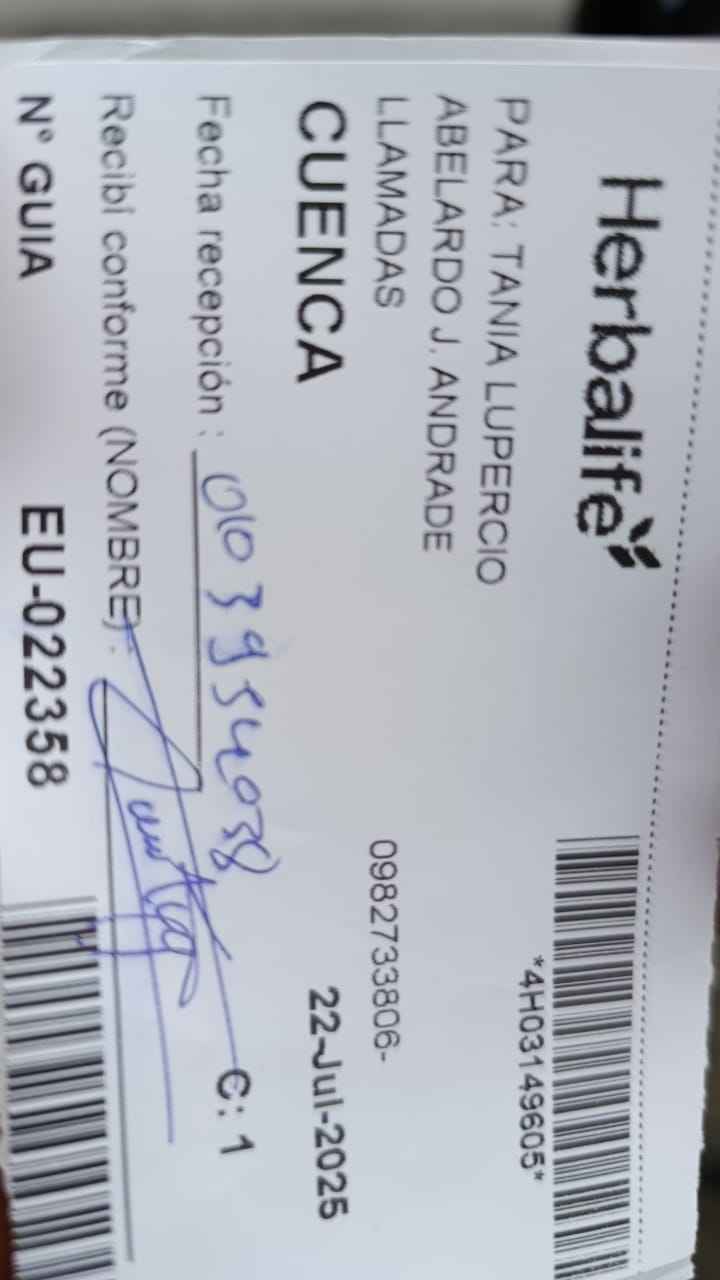 Herbalife
*4H03149605*
PARA: TANIA LUPERCIO
ABELARDO J. ANDRADE
LLAMADAS 0982733806-
CUENCA 22-Jul-2025
Fecha recepción : 0103954038
C: 1
Recibí conforme (NOMBRE) :
N° GUIA EU-022358